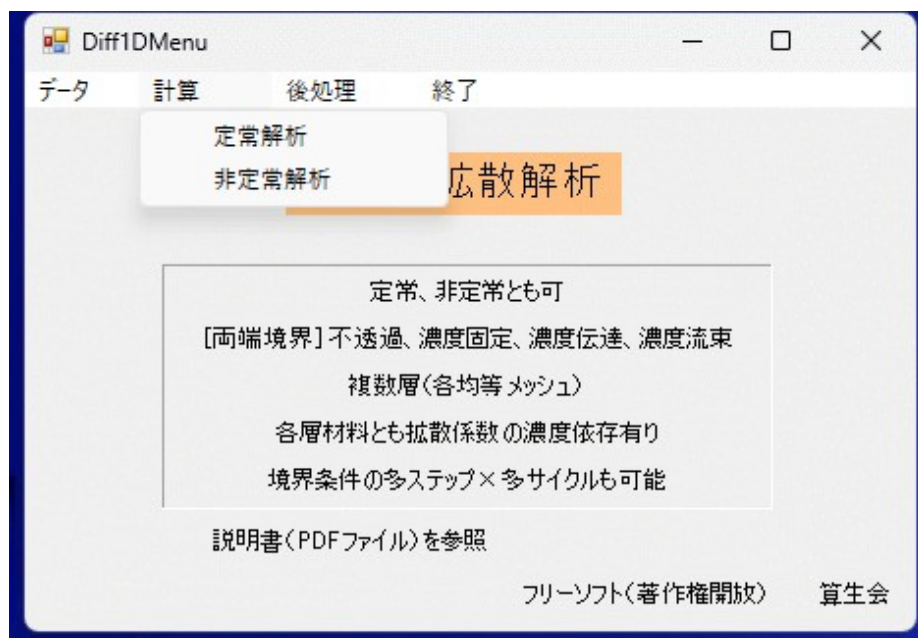 Diff1DMenu
データ 計算 後処理 終了
定常解析
非定常解析
拡散解析
定常、非定常とも可
[両端境界]不透過、濃度固定、濃度伝達、濃度流束
複数層(各均等メッシュ)
各層材料とも拡散係数の濃度依存有り
境界条件の多ステップ×多サイクルも可能
説明書(PDFファイル)を参照
フリーソフト(著作権開放) 算生会